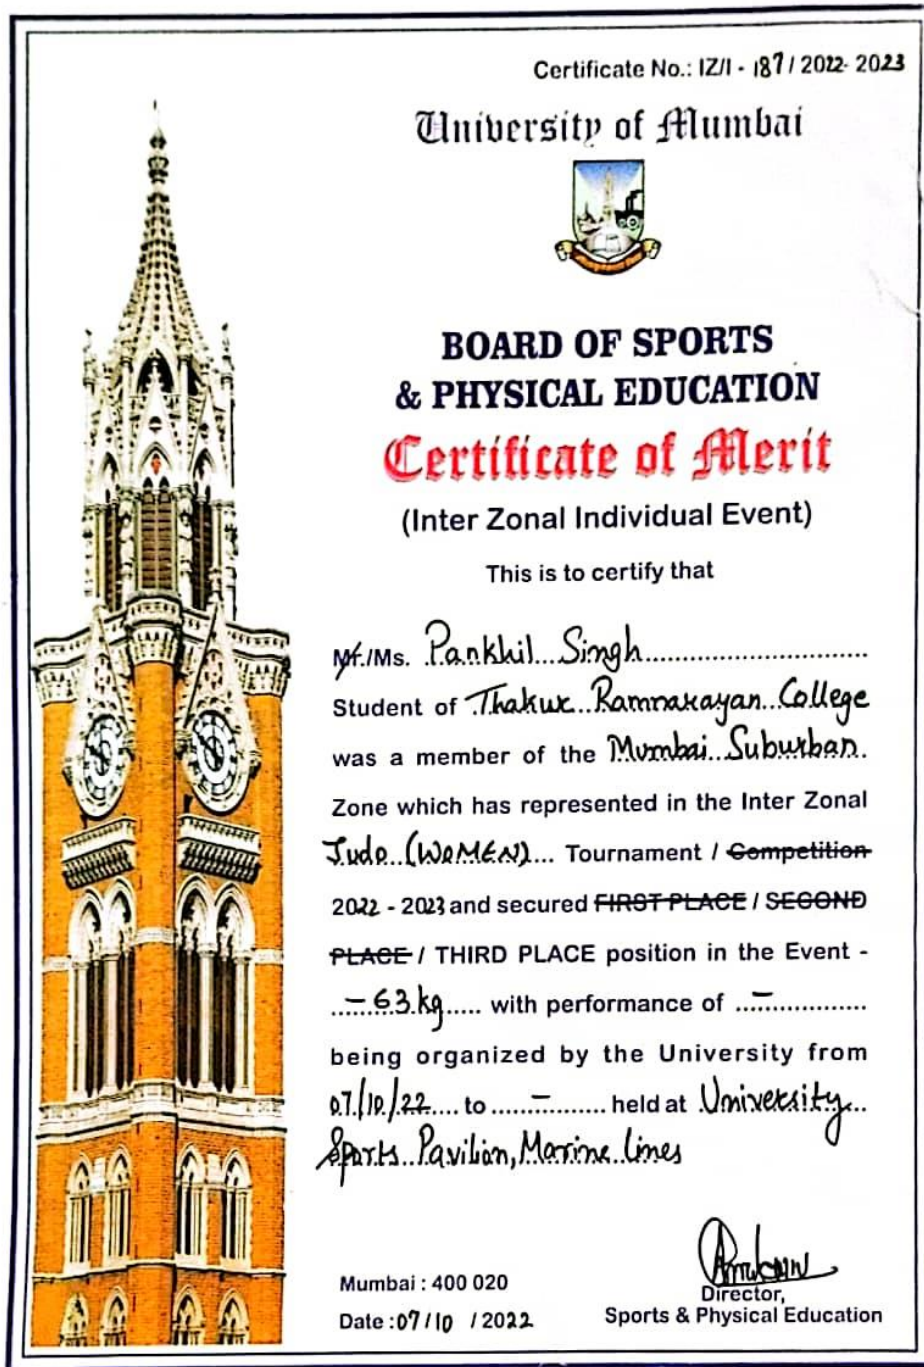 Certificate No.: IZ/I - 187 / 2022- 2023
University of Mumbai
BOARD OF SPORTS
& PHYSICAL EDUCATION
Certificate of Merit
(Inter Zonal Individual Event)
This is to certify that
Mr./Ms. Pankhil Singh
Student of Thakur Ramnarayan College
was a member of the Mumbai Suburban
Zone which has represented in the Inter Zonal
Judo (WOMEN) Tournament / Competition
2022 - 2023 and secured FIRST PLACE / SECOND
PLACE / THIRD PLACE position in the Event -
- 63 kg with performance of -
being organized by the University from
07/10/22 to - held at University
Sports Pavilion, Marine Lines
Mumbai : 400 020
Director,
Date : 07 / 10 / 2022
Sports & Physical Education